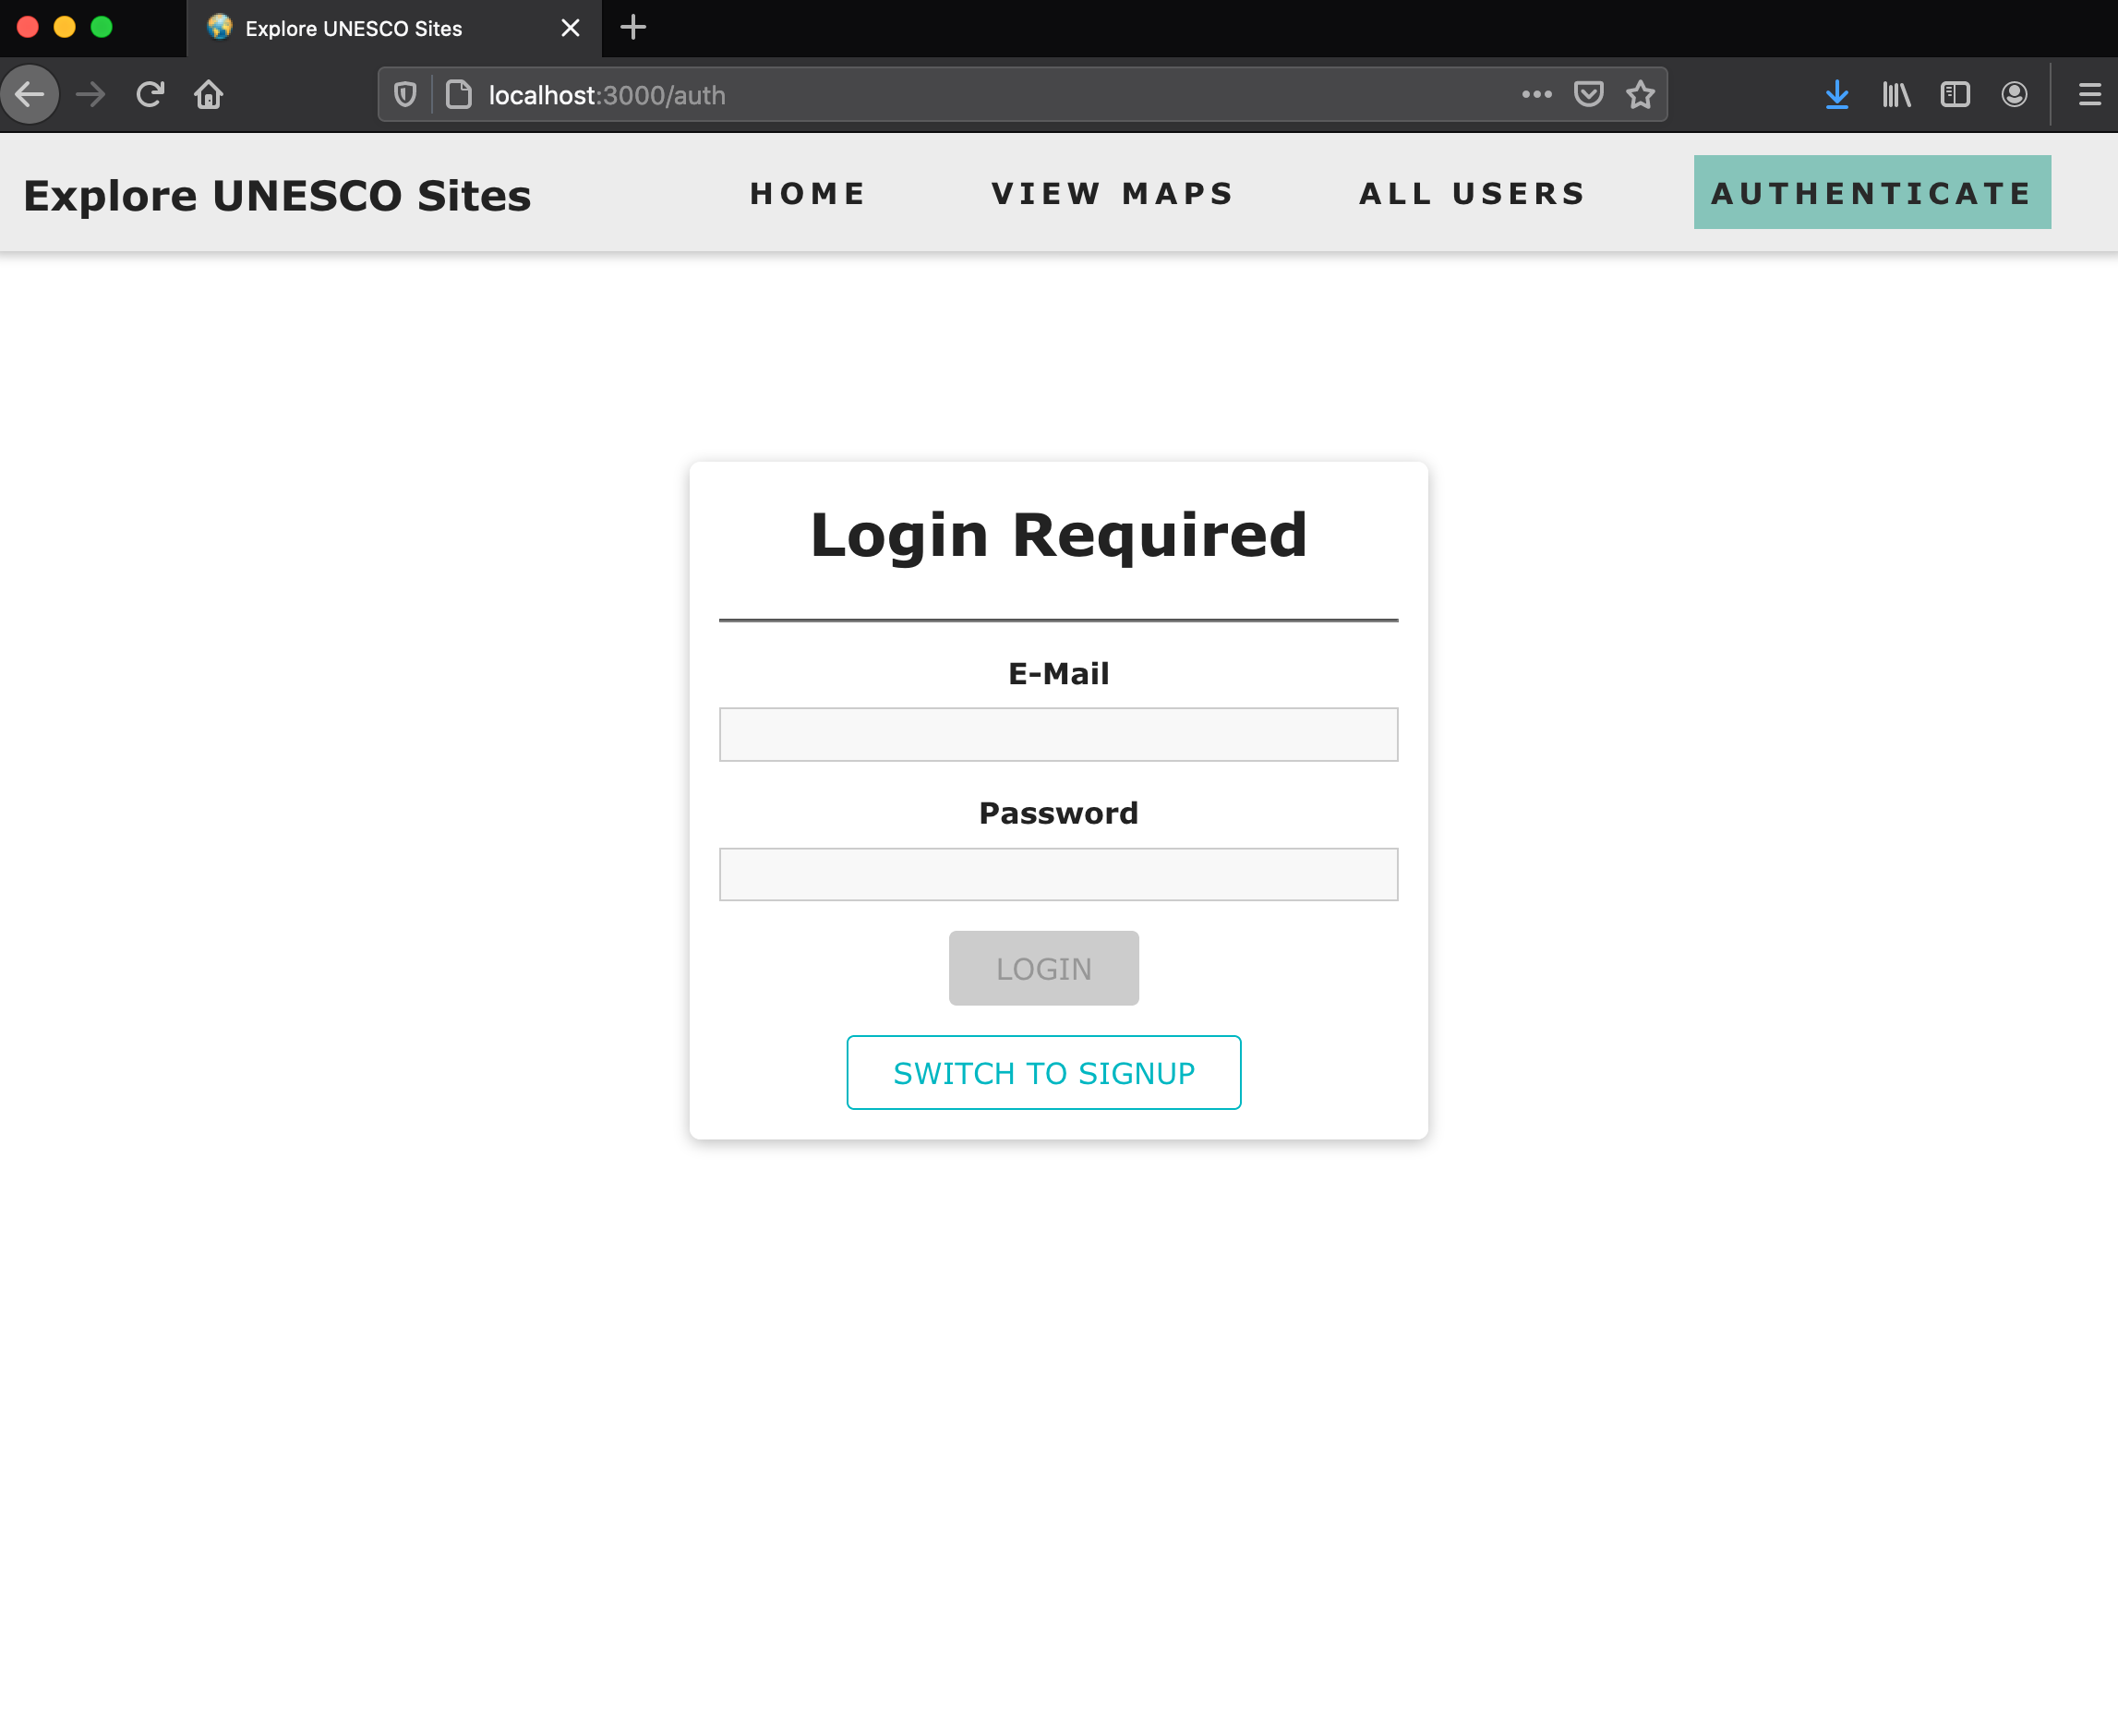 Explore UNESCO Sites
localhost:3000/auth
Explore UNESCO Sites HOME VIEW MAPS ALL USERS AUTHENTICATE
Login Required
E-Mail
Password
LOGIN
SWITCH TO SIGNUP